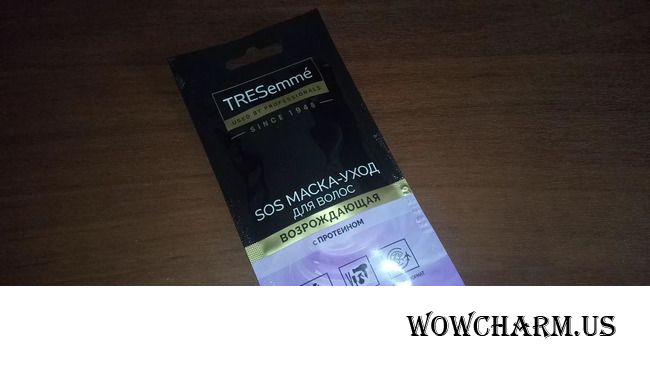 TRESemmé
USED BY PROFESSIONALS
SINCE 1948
SOS МАСКА-УХОД
ДЛЯ ВОЛОС
ВОЗРОЖДАЮЩАЯ
С ПРОТЕИНОМ
WOWCHARM.US